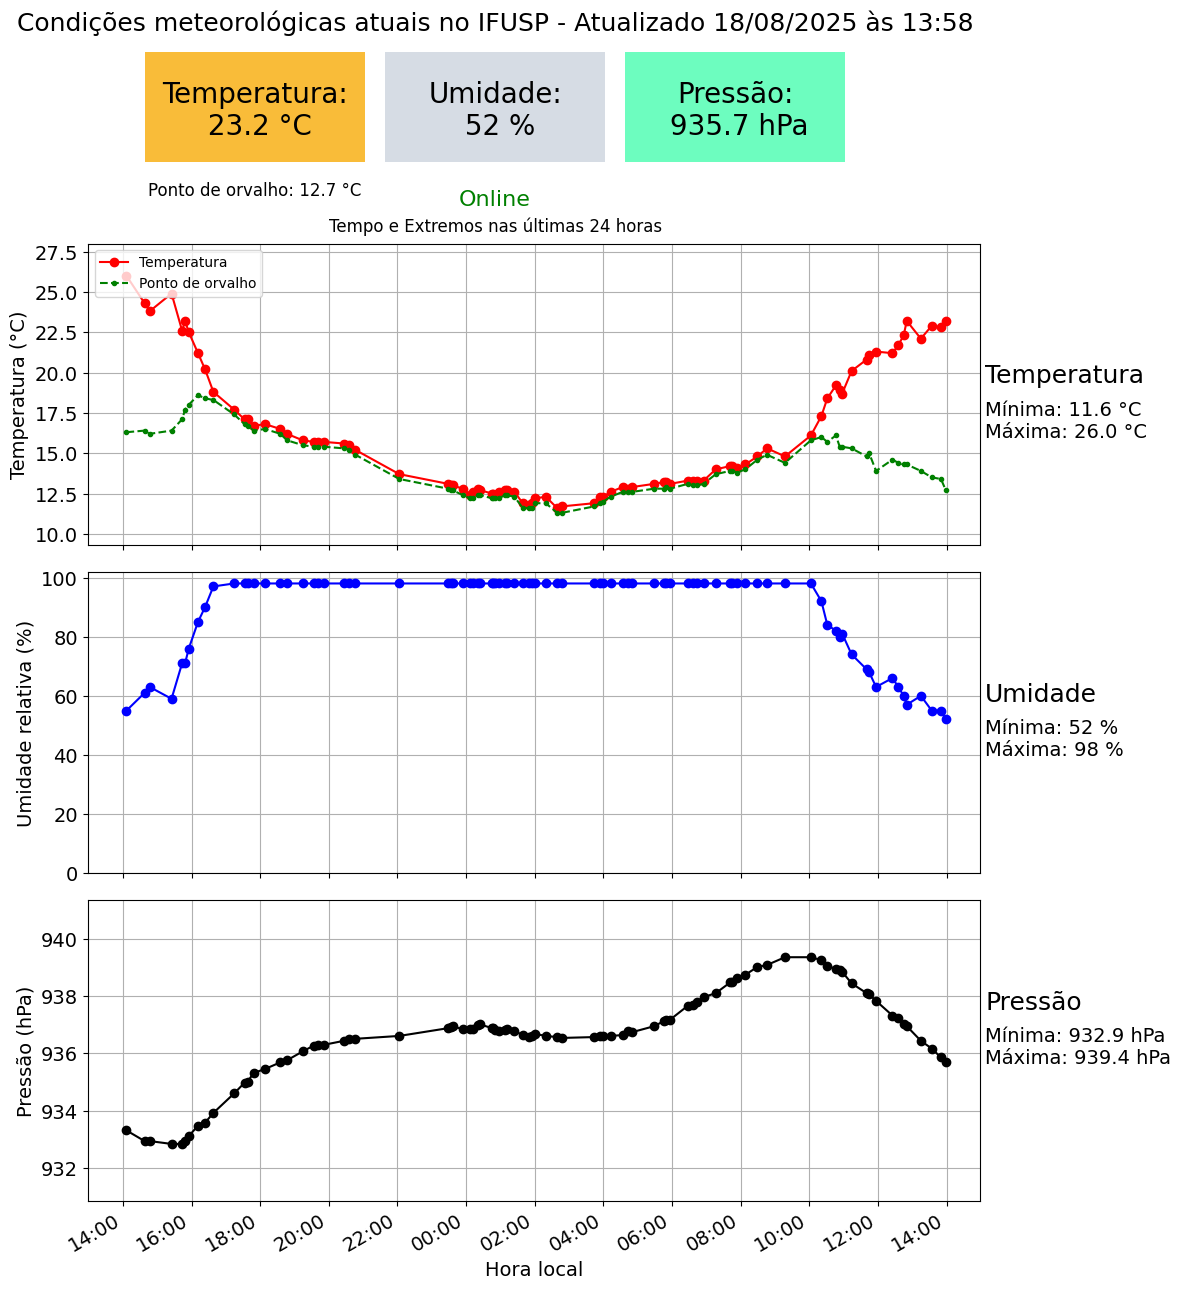 Condições meteorológicas atuais no IFUSP - Atualizado 18/08/2025 às 13:58
Temperatura:
23.2 °C
Umidade:
52 %
Pressão:
935.7 hPa
Ponto de orvalho: 12.7 °C
Online
Tempo e Extremos nas últimas 24 horas
Temperatura (°C)
27.5
25.0
22.5
20.0
17.5
15.0
12.5
10.0
Temperatura
Ponto de orvalho
Temperatura
Mínima: 11.6 °C
Máxima: 26.0 °C
Umidade relativa (%)
100
80
60
40
20
0
Umidade
Mínima: 52 %
Máxima: 98 %
Pressão (hPa)
940
938
936
934
932
Pressão
Mínima: 932.9 hPa
Máxima: 939.4 hPa
14:00
16:00
18:00
20:00
22:00
00:00
02:00
04:00
06:00
08:00
10:00
12:00
14:00
Hora local